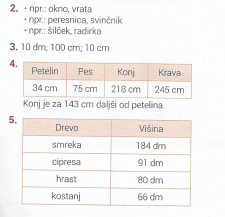 2. • npr.: okno, vrata
• npr.: peresnica, svinčnik
• npr.: šilček, radirka
3. 10 dm; 100 cm; 10 cm
4.
Petelin Pes Konj Krava
34 cm 75 cm 218 cm 245 cm
Konj je za 143 cm daljši od petelina.
5.
Drevo Višina
smreka 184 dm
cipresa 91 dm
hrast 80 dm
kostanj 66 dm